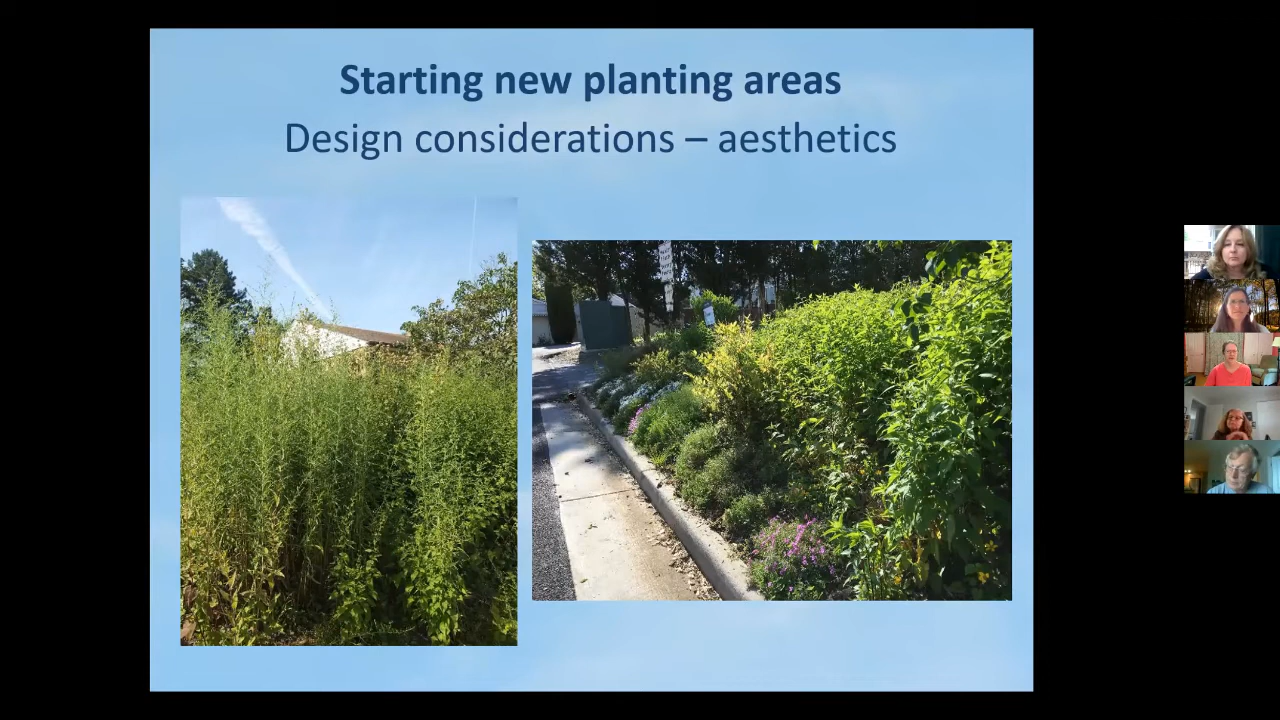 Starting new planting areas
Design considerations – aesthetics